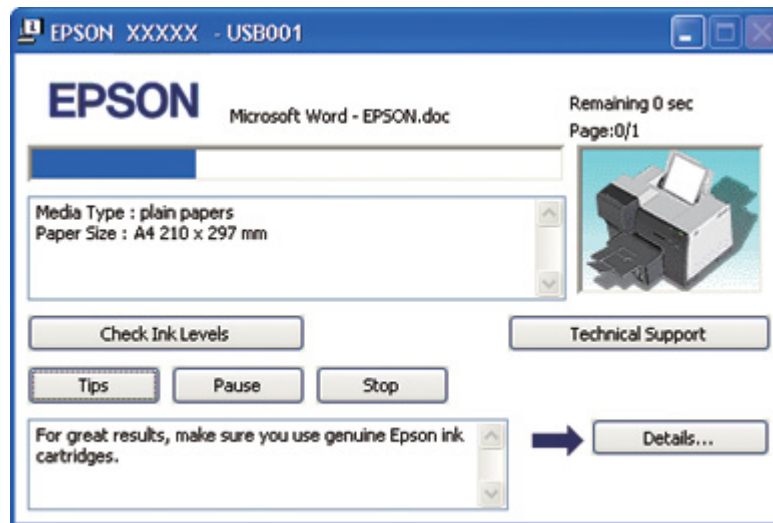 EPSON XXXXX - USB001
EPSON
Microsoft Word - EPSON.doc
Remaining 0 sec
Page:0/1
Media Type : plain papers
Paper Size : A4 210 x 297 mm
Check Ink Levels
Technical Support
Tips
Pause
Stop
For great results, make sure you use genuine Epson ink
cartridges.
Details...